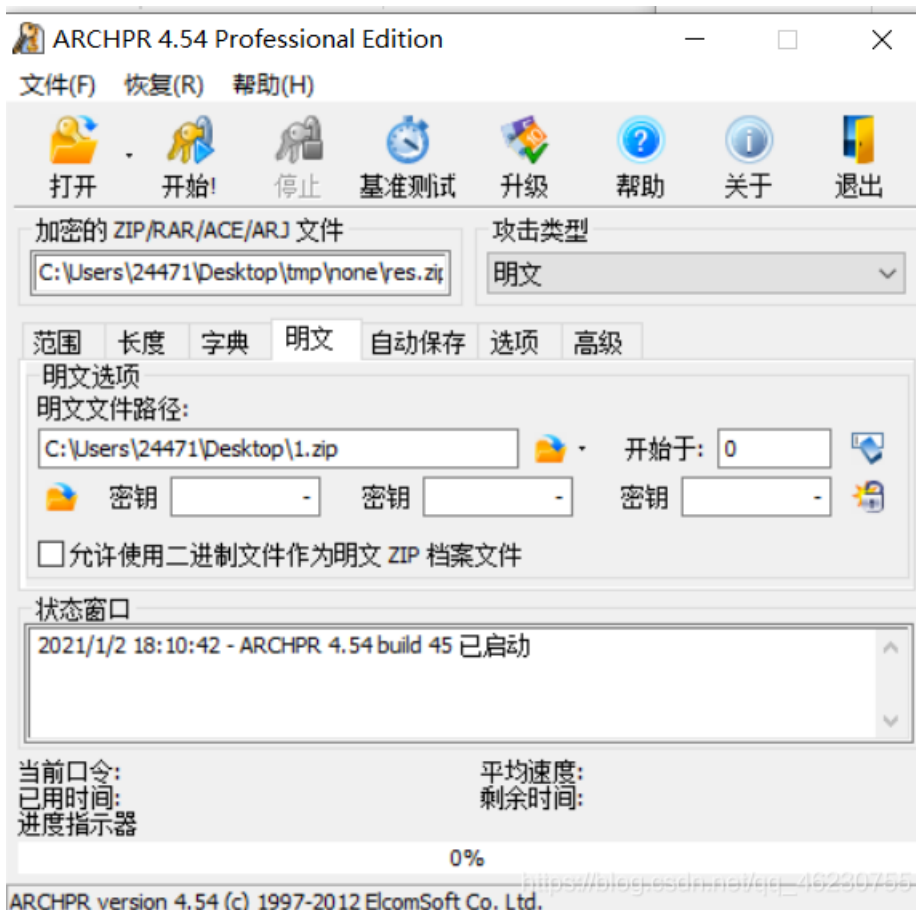 ARCHPR 4.54 Professional Edition
文件(F) 恢复(R) 帮助(H)
打开 开始! 停止 基准测试 升级 帮助 关于 退出
加密的 ZIP/RAR/ACE/ARJ 文件 攻击类型
C:\Users\24471\Desktop\tmp\none\res.zip 明文
范围 长度 字典 明文 自动保存 选项 高级
明文选项
明文文件路径:
C:\Users\24471\Desktop\1.zip 开始于: 0
密钥 - 密钥 - 密钥 -
允许使用二进制文件作为明文 ZIP 档案文件
状态窗口
2021/1/2 18:10:42 - ARCHPR 4.54 build 45 已启动
当前口令: 平均速度:
已用时间: 剩余时间:
进度指示器
0%
https://blog.csdn.net/qq_46230755
ARCHPR version 4.54 (c) 1997-2012 ElcomSoft Co. Ltd.